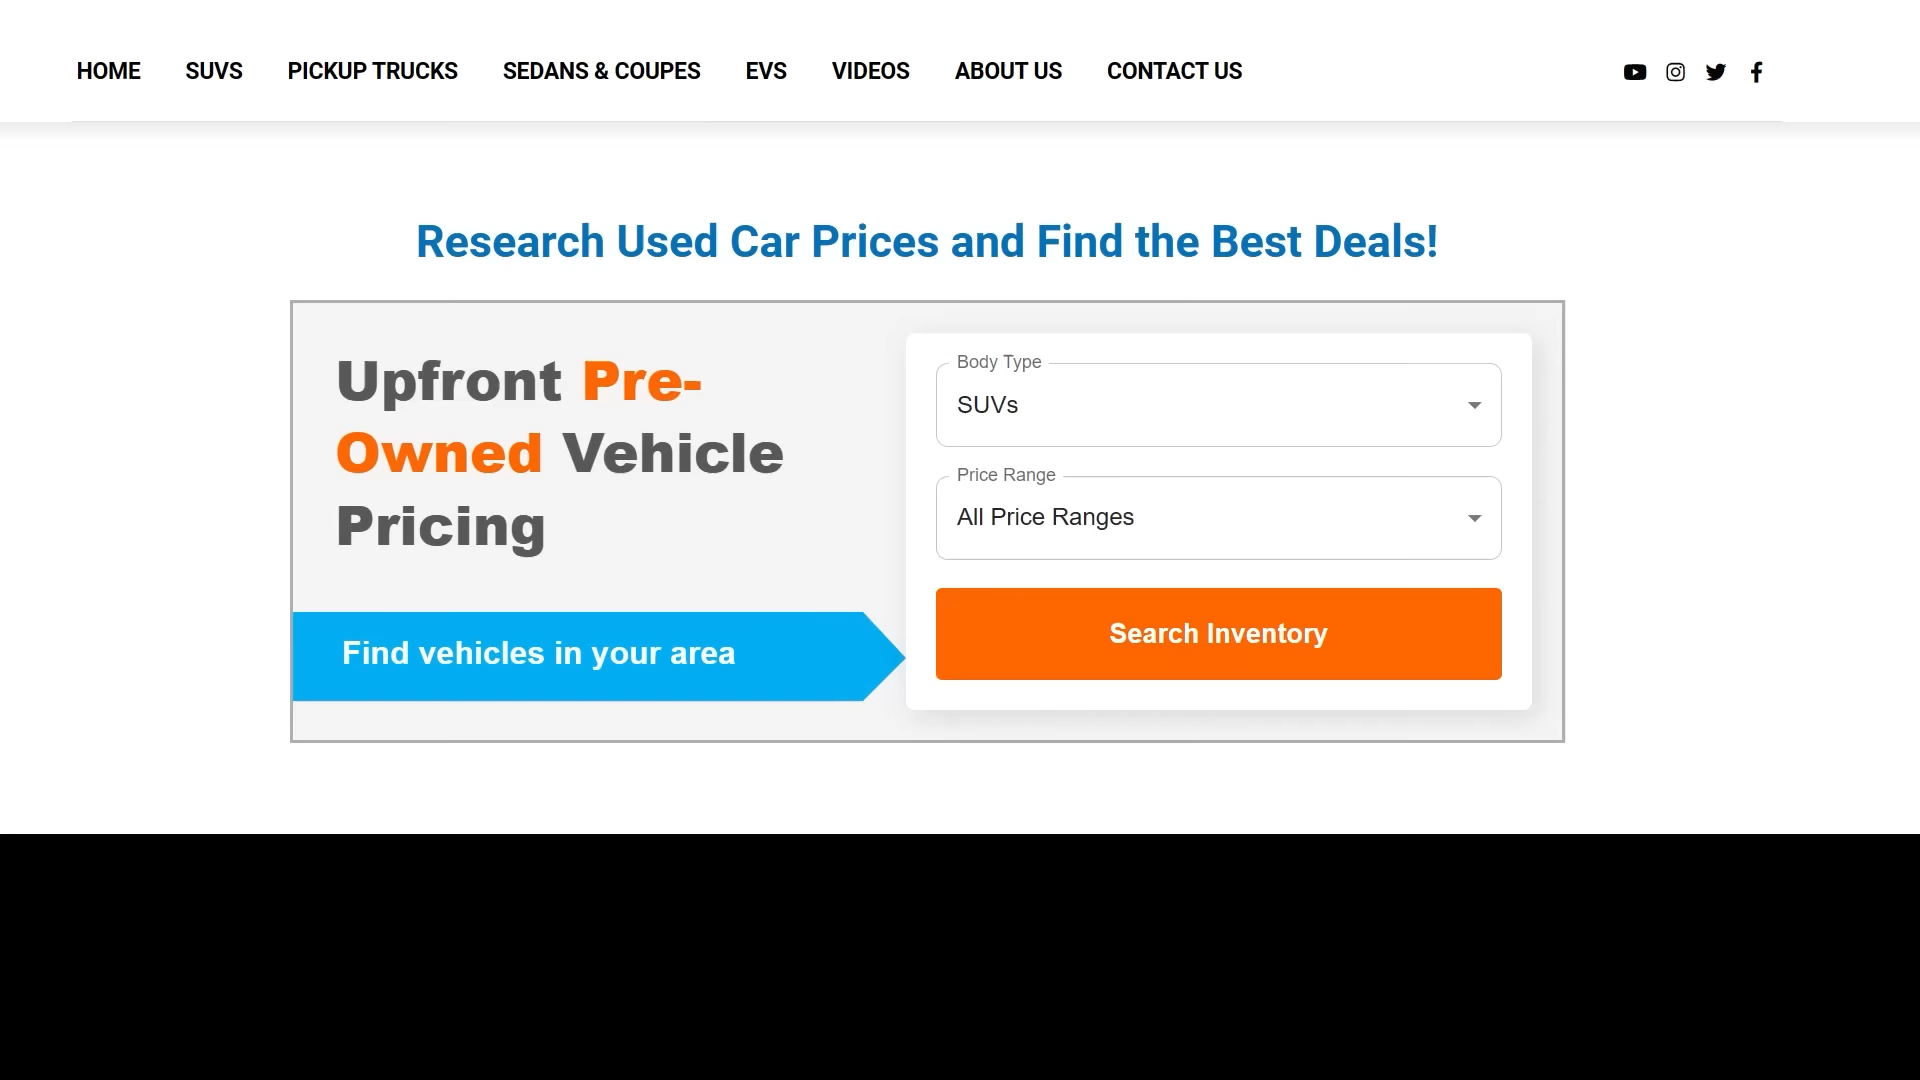 HOME SUVS PICKUP TRUCKS SEDANS & COUPES EVS VIDEOS ABOUT US CONTACT US
Research Used Car Prices and Find the Best Deals!
Upfront Pre-
Owned Vehicle
Pricing
Find vehicles in your area
Body Type
SUVs
Price Range
All Price Ranges
Search Inventory